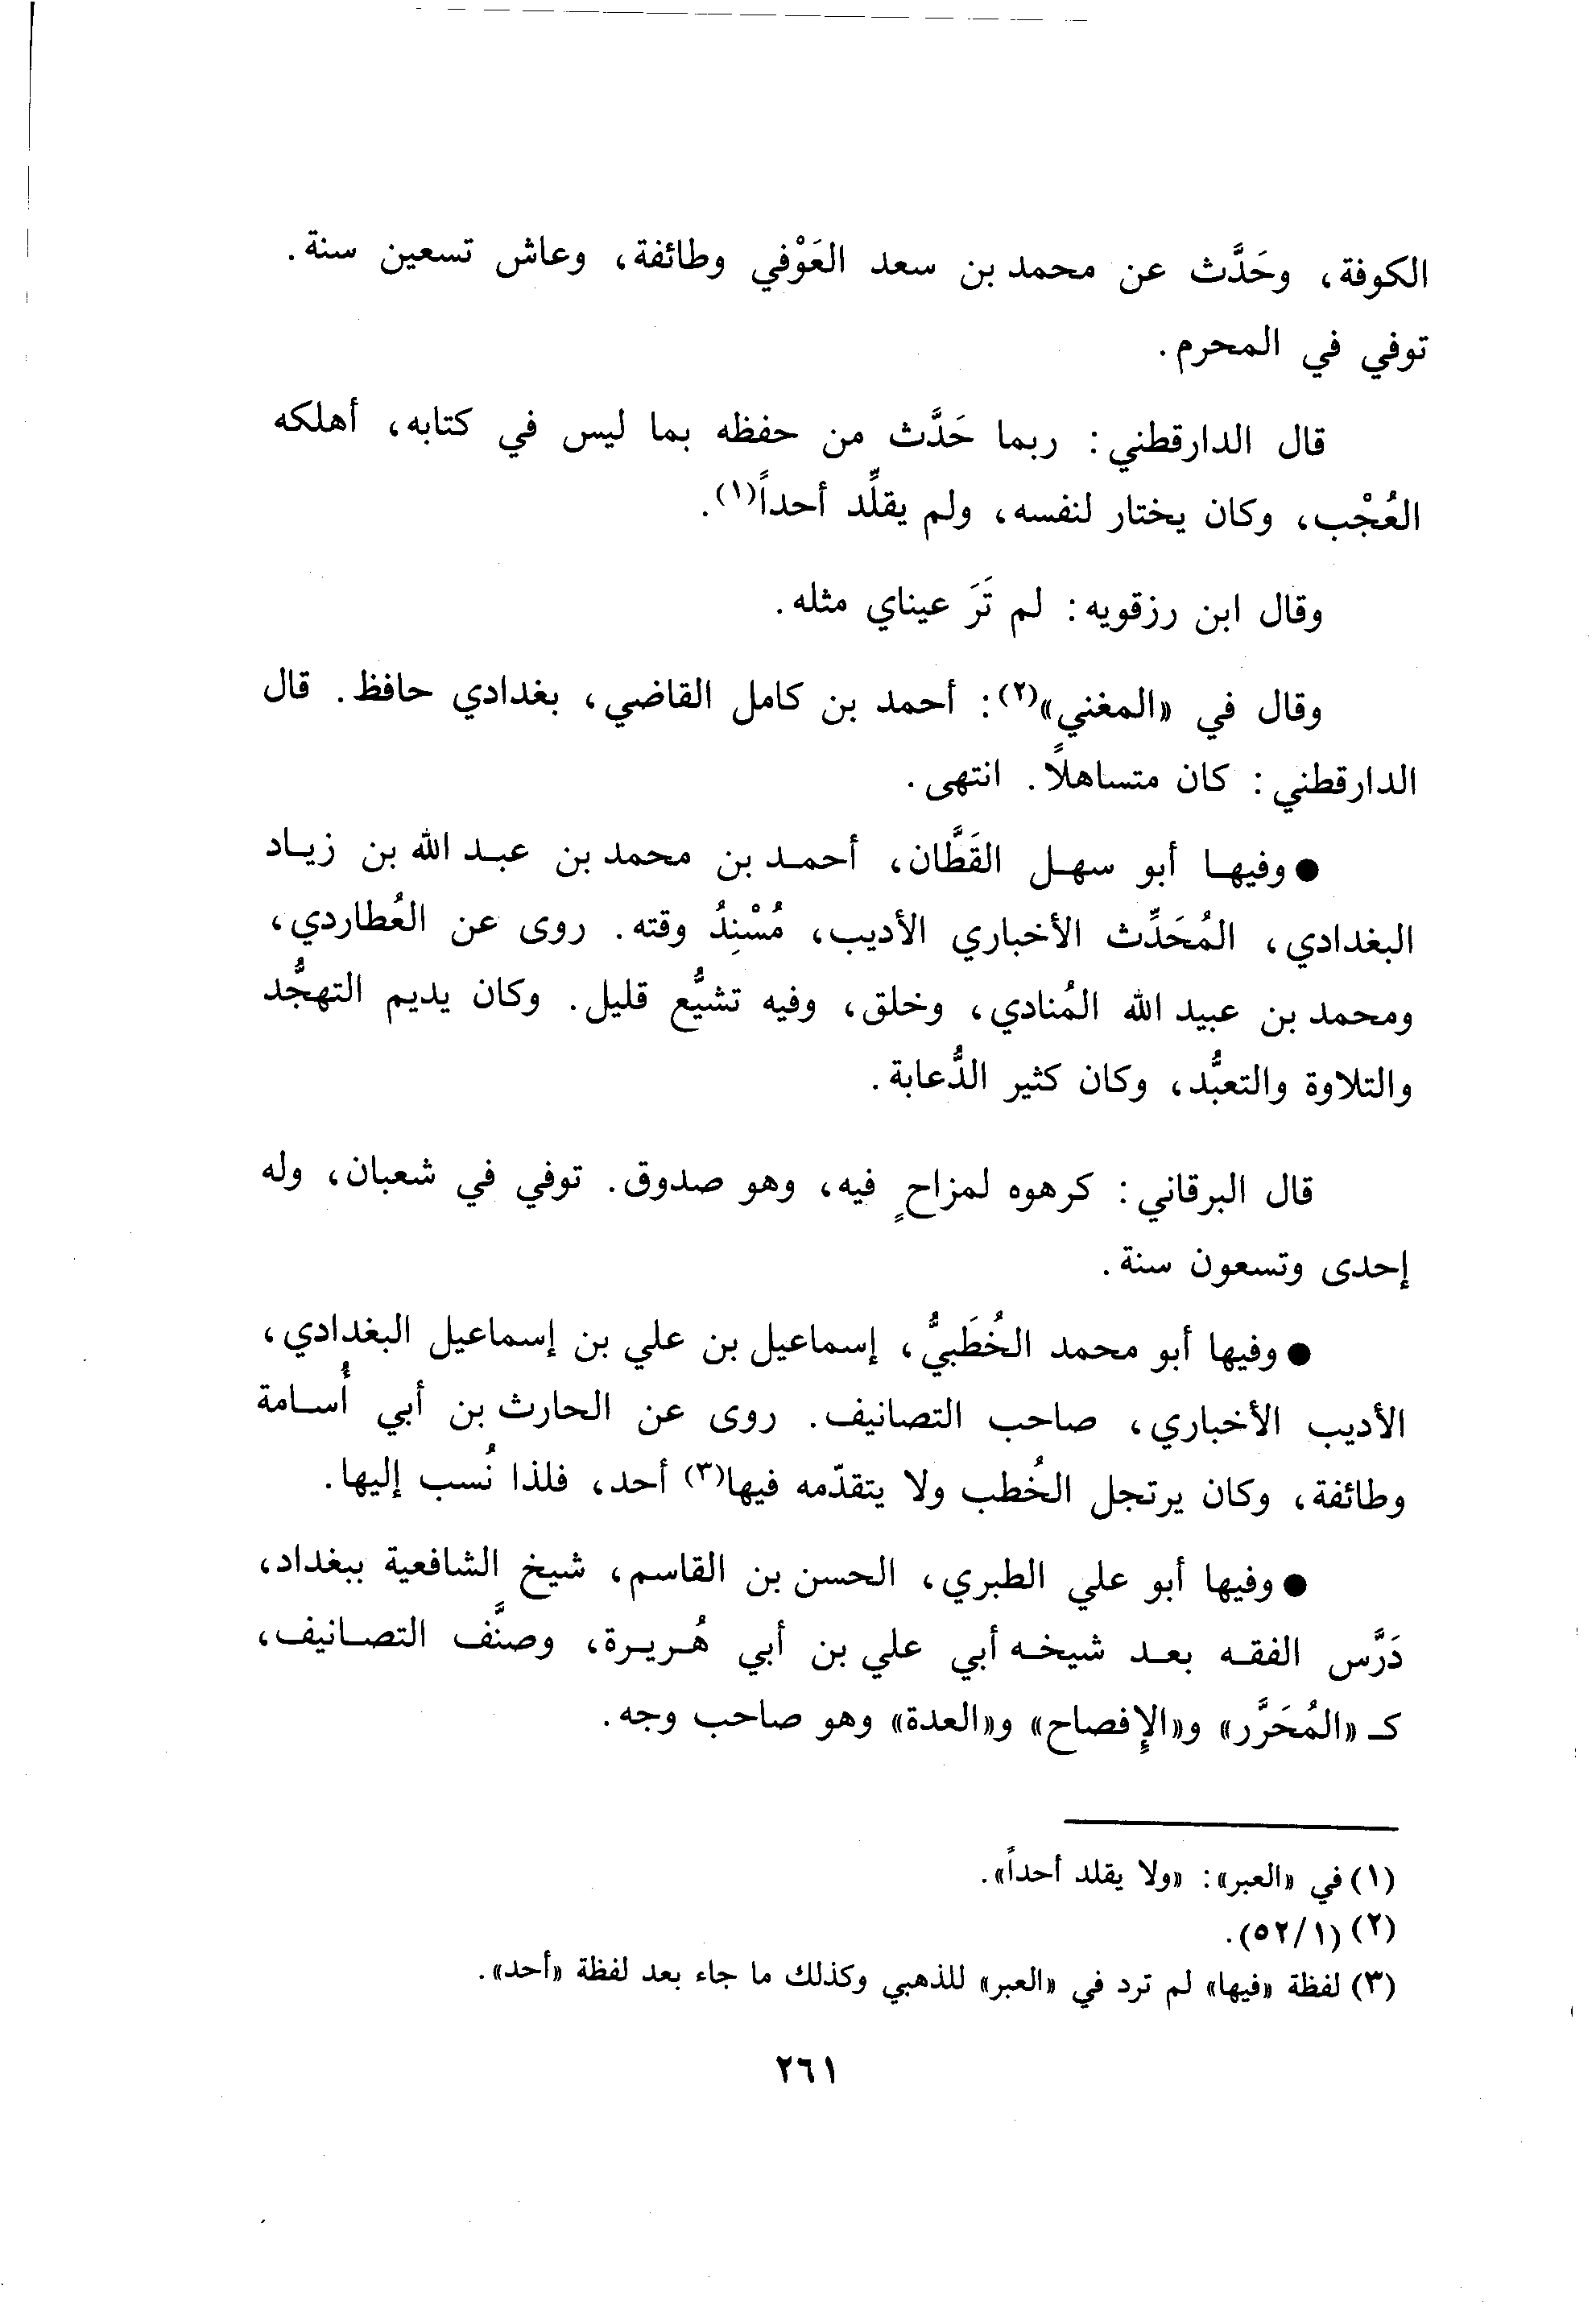 الكوفة، وحَدَّث عن محمد بن سعد العَوْفي وطائفة، وعاش تسعين سنة.
توفي في المحرم.
قال الدارقطني: ربما حَدَّث من حفظه بما ليس في كتابه، أهلكه
العُجْب، وكان يختار لنفسه، ولم يقلِّد أحداً(١).
وقال ابن رزقويه: لم تَرَ عيناي مثله.
وقال في «المغني»(٢): أحمد بن كامل القاضي، بغدادي حافظ. قال
الدارقطني: كان متساهلاً. انتهى.
● وفيها أبو سهل القَطَّان، أحمد بن محمد بن عبد الله بن زياد
البغدادي، المُحَدِّث الأخباري الأديب، مُسْنِدُ وقته. روى عن العُطاردي،
ومحمد بن عبيد الله المُنادي، وخلق، وفيه تشيُّع قليل. وكان يديم التهجُّد
والتلاوة والتعبُّد، وكان كثير الدُّعابة.
قال البرقاني: كرهوه لمزاحٍ فيه، وهو صدوق. توفي في شعبان، وله
إحدى وتسعون سنة.
● وفيها أبو محمد الخُطَبيُّ، إسماعيل بن علي بن إسماعيل البغدادي،
الأديب الأخباري، صاحب التصانيف. روى عن الحارث بن أبي أُسامة
وطائفة، وكان يرتجل الخُطب ولا يتقدّمه فيها(٣) أحد، فلذا نُسب إليها.
● وفيها أبو علي الطبري، الحسن بن القاسم، شيخ الشافعية ببغداد،
دَرَّس الفقه بعد شيخه أبي علي بن أبي هُريرة، وصنَّف التصانيف،
كـ «المُحَرَّر» و«الإِفصاح» و«العدة» وهو صاحب وجه.
(١) في «العبر»: «ولا يقلد أحداً».
(٢) (٥٢/١).
(٣) لفظة «فيها» لم ترد في «العبر» للذهبي وكذلك ما جاء بعد لفظة «أحد».
٢٦١